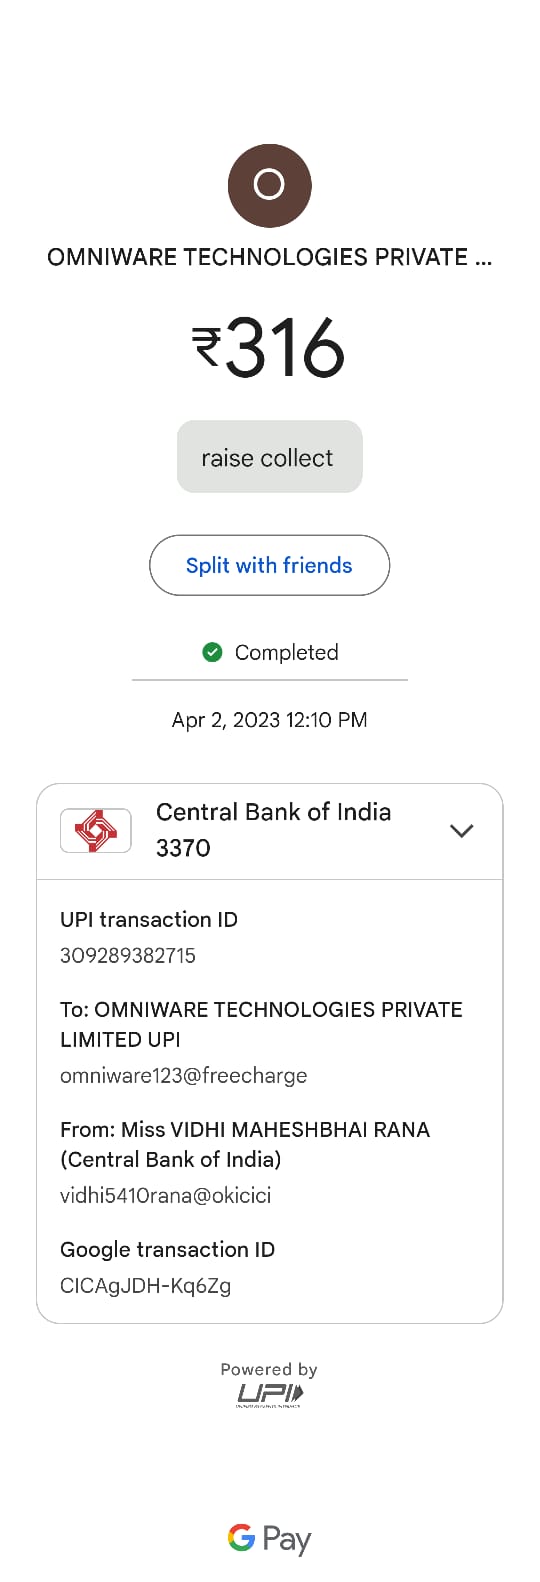 O
OMNIWARE TECHNOLOGIES PRIVATE ...
₹316
raise collect
Split with friends
Completed
Apr 2, 2023 12:10 PM
Central Bank of India
3370
UPI transaction ID
309289382715
To: OMNIWARE TECHNOLOGIES PRIVATE
LIMITED UPI
omniware123@freecharge
From: Miss VIDHI MAHESHBHAI RANA
(Central Bank of India)
vidhi5410rana@okicici
Google transaction ID
CICAgJDH-Kq6Zg
Powered by
UPI
G Pay